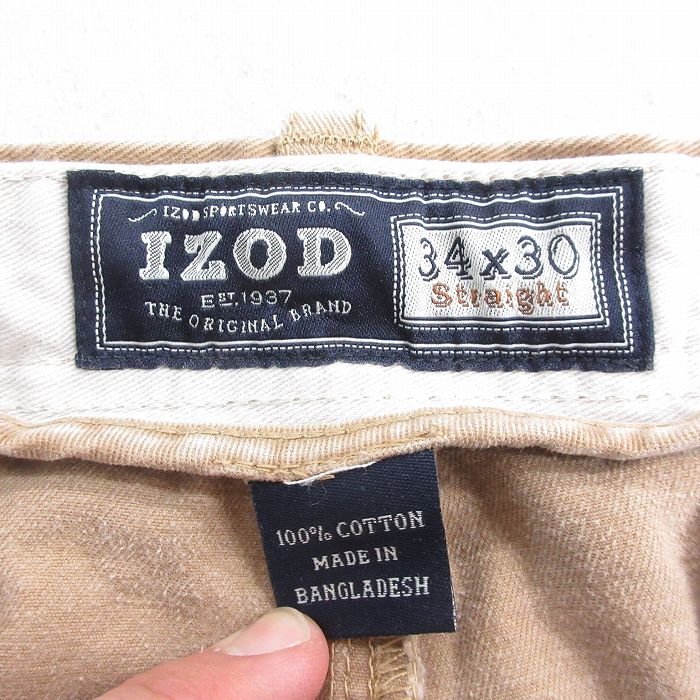 IZOD SPORTSWEAR CO.
IZOD
EST. 1937
THE ORIGINAL BRAND
34x30
Straight
100% COTTON
MADE IN
BANGLADESH